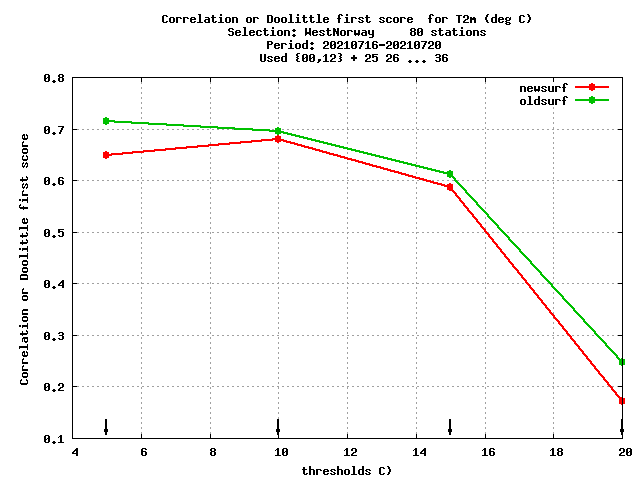 Correlation or Doolittle first score  for T2m (deg C)
Selection: WestNorway     80 stations
Period: 20210716-20210720
Used {00,12} + 25 26 ... 36
newsurf
oldsurf
Correlation or Doolittle first score
0.8
0.7
0.6
0.5
0.4
0.3
0.2
0.1
4 6 8 10 12 14 16 18 20
thresholds C)